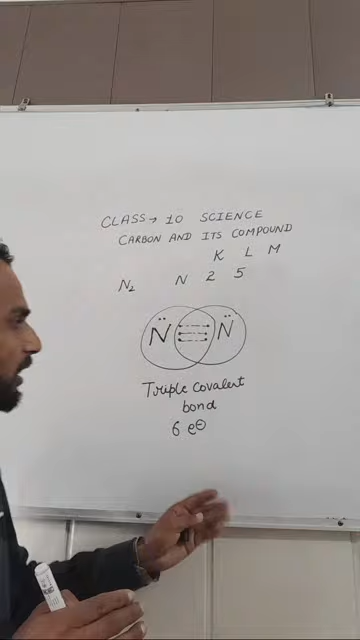 CLASS → 10 SCIENCE
CARBON AND ITS COMPOUND
K L M
N₂ N 2 5
N N
Triple covalent
bond
6 e⊖